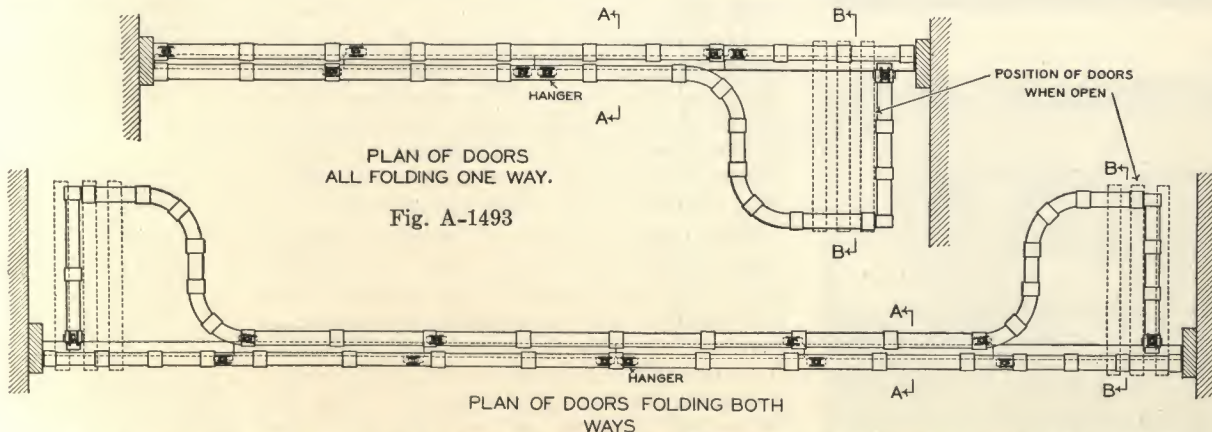 A
B
HANGER
A
POSITION OF DOORS
WHEN OPEN
PLAN OF DOORS
ALL FOLDING ONE WAY.
Fig. A-1493
B
B
A
HANGER
A
B
PLAN OF DOORS FOLDING BOTH
WAYS